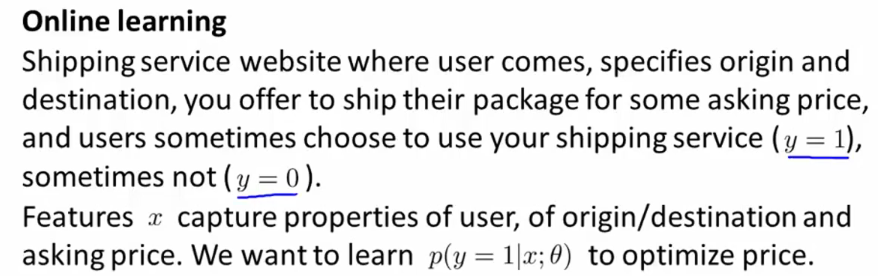 Online learning
Shipping service website where user comes, specifies origin and
destination, you offer to ship their package for some asking price,
and users sometimes choose to use your shipping service (y = 1),
sometimes not (y = 0).
Features x capture properties of user, of origin/destination and
asking price. We want to learn p(y = 1|x; θ) to optimize price.